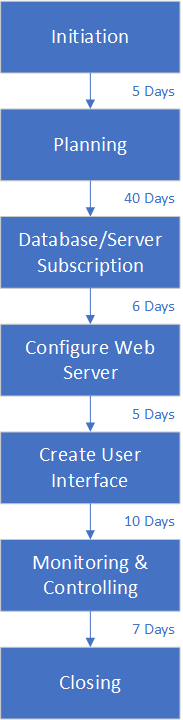 Initiation
5 Days
Planning
40 Days
Database/Server
Subscription
6 Days
Configure Web
Server
5 Days
Create User
Interface
10 Days
Monitoring &
Controlling
7 Days
Closing